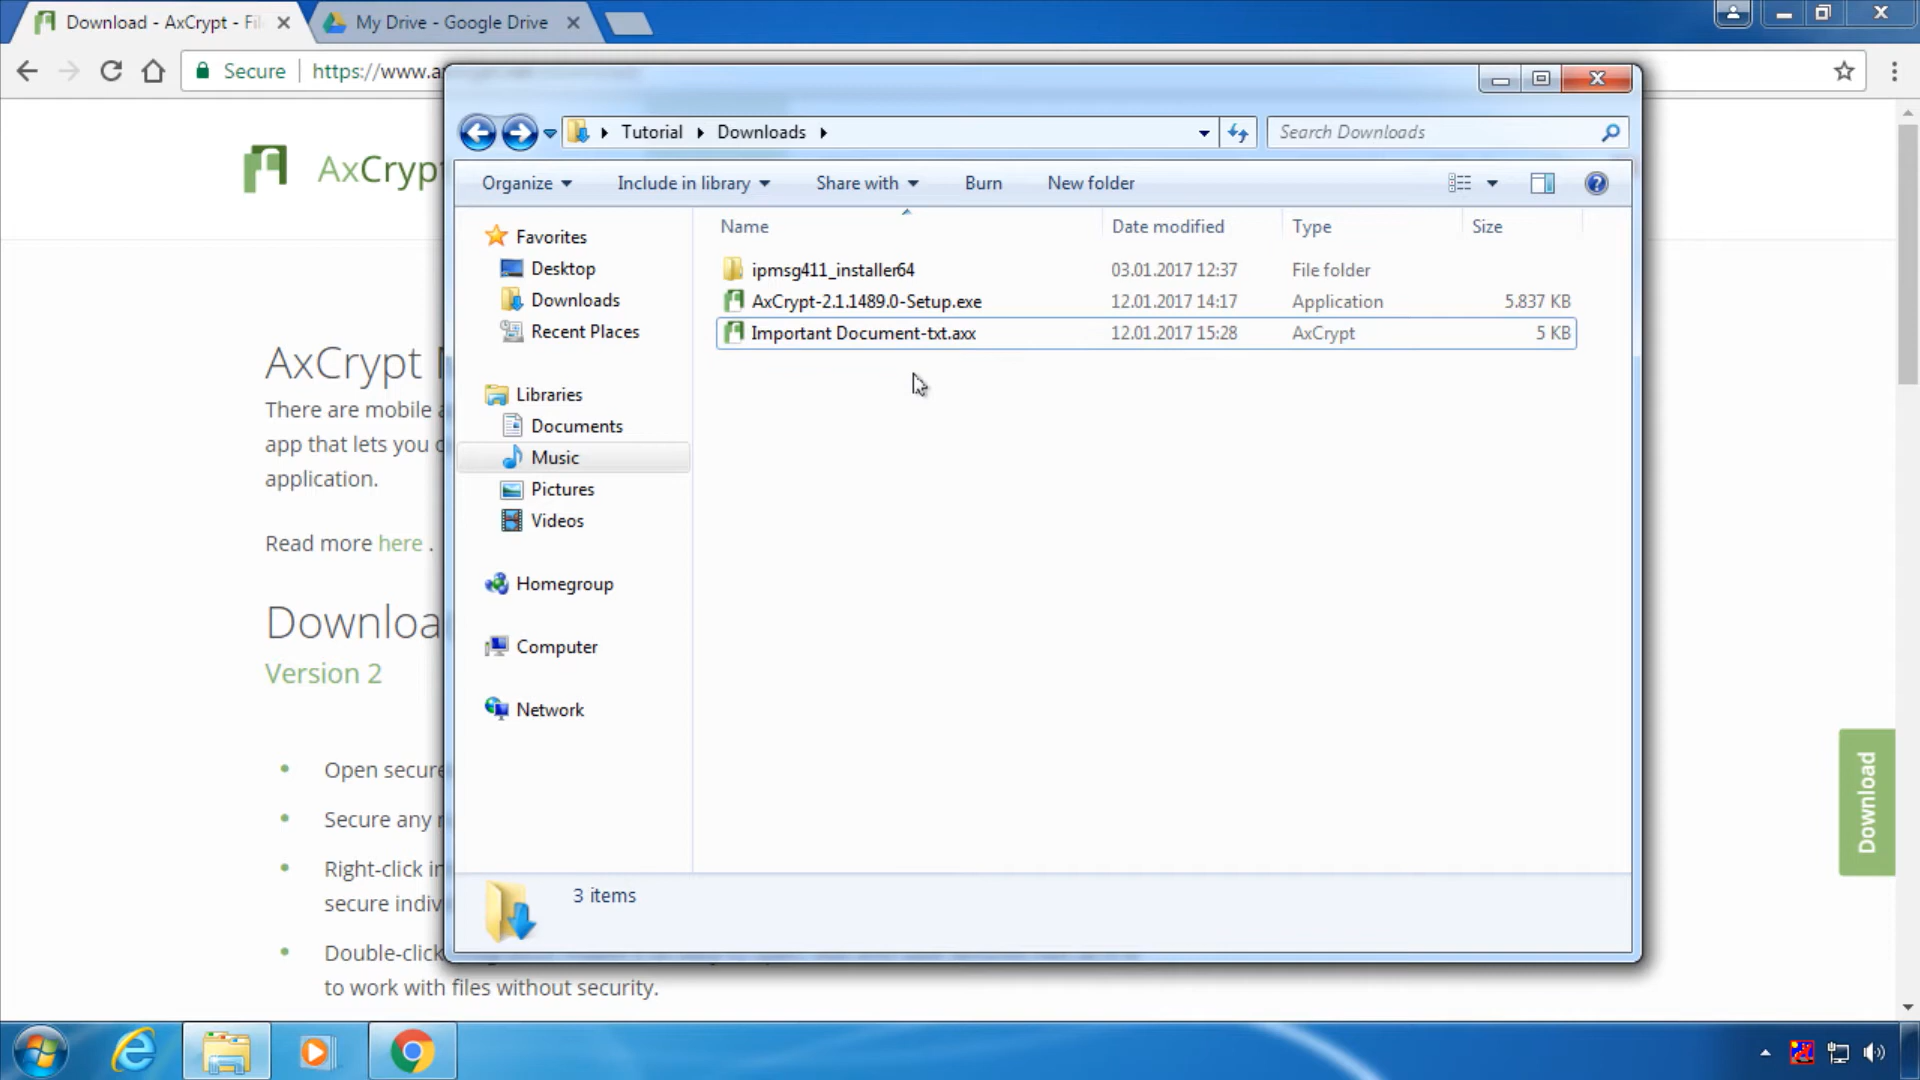 Download - AxCrypt - Fil
My Drive - Google Drive
Secure
https://www.a
Tutorial
Downloads
Search Downloads
Organize
Include in library
Share with
Burn
New folder
Name
Date modified
Type
Size
ipmsg411_installer64
03.01.2017 12:37
File folder
AxCrypt-2.1.1489.0-Setup.exe
12.01.2017 14:17
Application
5.837 KB
Important Document-txt.axx
12.01.2017 15:28
AxCrypt
5 KB
Favorites
Desktop
Downloads
Recent Places
Libraries
Documents
Music
Pictures
Videos
Homegroup
Computer
Network
3 items
AxCrypt
AxCrypt
There are mobile a
app that lets you
application.
Read more here .
Downloa
Version 2
Open secure
Secure any
Right-click in
secure indiv
Double-click
to work with files without security.
Download